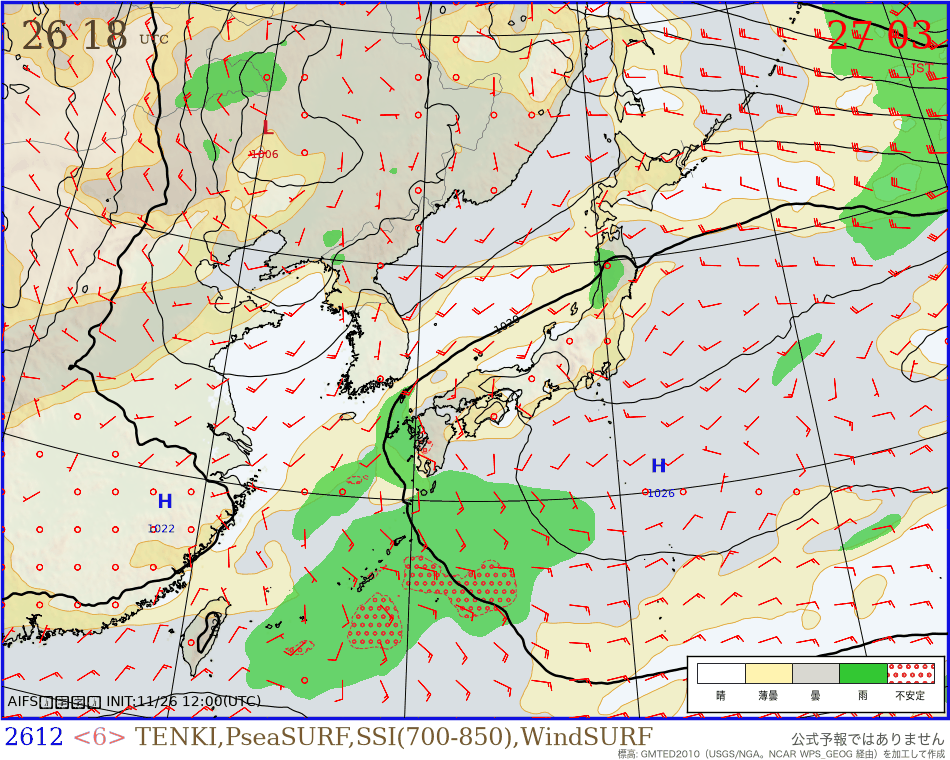 26 18 UTC
27 03
JST
L
1006
1020
H
1026
H
1022
晴 薄曇 曇 雨 不安定
INIT:11/26 12:00(UTC)
2612 <6> TENKI,PseaSURF,SSI(700-850),WindSURF
公式予報ではありません
標高: GMTED2010（USGS/NGA。NCAR WPS_GEOG 経由）を加工して作成